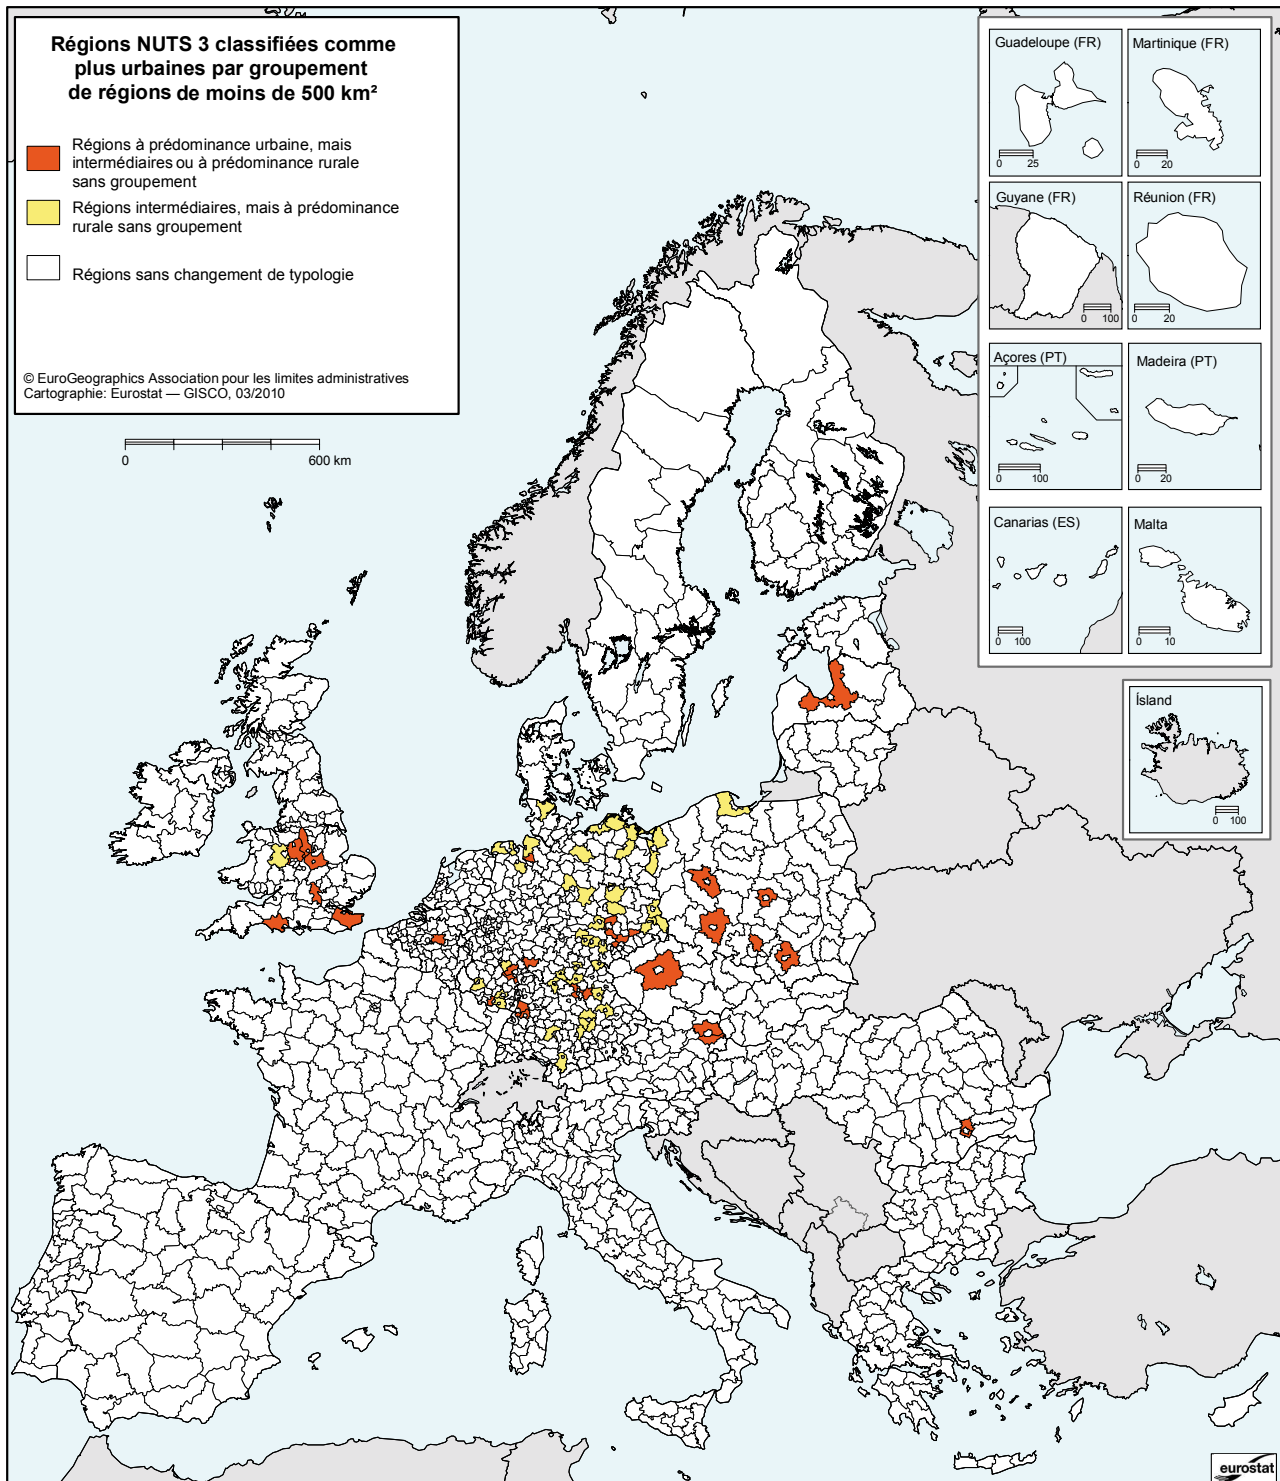 Régions NUTS 3 classifiées comme
plus urbaines par groupement
de régions de moins de 500 km²
Régions à prédominance urbaine, mais
intermédiaires ou à prédominance rurale
sans groupement
Régions intermédiaires, mais à prédominance
rurale sans groupement
Régions sans changement de typologie
© EuroGeographics Association pour les limites administratives
Cartographie: Eurostat — GISCO, 03/2010
0 600 km
Guadeloupe (FR)
0 25
Martinique (FR)
0 20
Guyane (FR)
0 100
Réunion (FR)
0 20
Açores (PT)
0 100
Madeira (PT)
0 20
Canarias (ES)
0 100
Malta
0 10
Ísland
0 100
eurostat